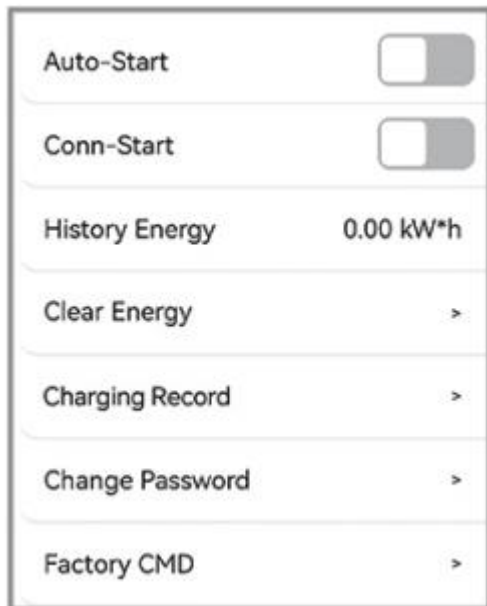 Auto-Start
Conn-Start
History Energy 0.00 kW*h
Clear Energy >
Charging Record >
Change Password >
Factory CMD >